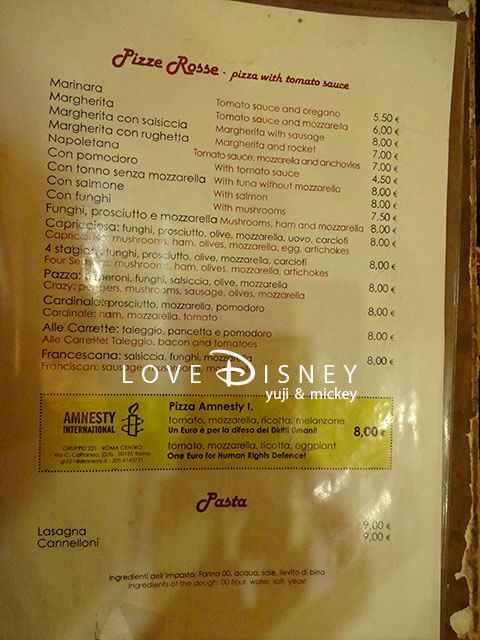 Pizze Rosse - pizza with tomato sauce
Marinara Tomato sauce and oregano 5,50 €
Margherita Tomato sauce and mozzarella 6,00 €
Margherita con salsiccia Margherita with sausage 8,00 €
Margherita con rughetta Margherita and rocket 7,00 €
Napoletana Tomato sauce, mozzarella and anchovies 7,00 €
Con pomodoro With tomato sauce 4,50 €
Con tonno senza mozzarella With tuna without mozzarella 8,00 €
Con salmone With salmon 8,00 €
Con funghi With mushrooms 7,50 €
Funghi, prosciutto e mozzarella Mushrooms, ham and mozzarella 8,00 €
Capricciosa: funghi, prosciutto, olive, mozzarella, uovo, carciofi 8,00 €
mushrooms, ham, olives, mozzarella, egg, artichokes
4 stagioni: funghi, prosciutto, olive, mozzarella, carciofi 8,00 €
Four mushrooms, ham, olives, mozzarella, artichokes
Pazza: peperoni, funghi, salsiccia, olive, mozzarella 8,00 €
Crazy: peppers, mushrooms, sausage, olives, mozzarella
Cardinale: prosciutto, mozzarella, pomodoro 8,00 €
Cardinale: ham, mozzarella, tomato
Alle Carrette: taleggio, pancetta e pomodoro 8,00 €
Alle Carrettet Taleggio, bacon and tomatoes
Francescana: salsiccia, funghi, mozzarella 8,00 €
Franciscan: sausage, mushrooms,
LOVE DISNEY
yuji & mickey
AMNESTY
INTERNATIONAL
GRUPPO 221 - ROMA CENTRO
Pizza Amnesty I.
tomato, mozzarella, ricotta, melanzane 8,00 €
Un Euro è per la difesa dei Diritti Umani!
tomato, mozzarella, ricotta, eggplant
One Euro for Human Rights Defence!
Pasta
Lasagna 9,00 €
Cannelloni 9,00 €
Ingredienti dell'impasto: Farina 00, acqua, sale, lievito di birra
Ingredients of the dough: 00 flour, water, salt, yeast